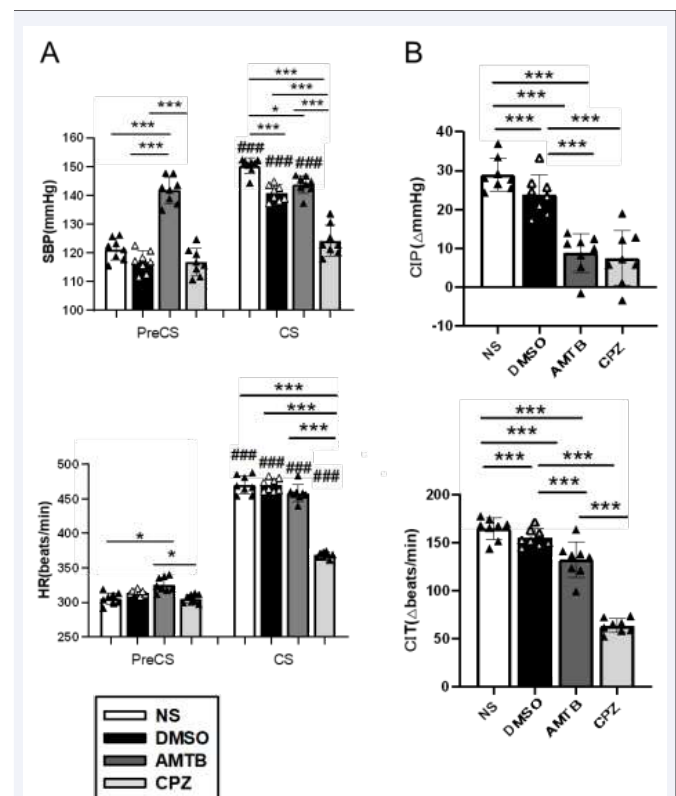 A
***
***
*
***
***
***
***
***
***
160
150
140
130
120
110
100
SBP(mmHg)
###
###
###
PreCS
CS
***
***
***
*
*
500
450
400
350
300
250
HR(beats/min)
###
###
###
###
PreCS
CS
NS
DMSO
AMTB
CPZ
B
***
***
***
***
***
40
30
20
10
0
-10
CIP(△mmHg)
NS
DMSO
AMTB
CPZ
***
***
***
***
***
***
200
150
100
50
0
CIT(△beats/min)
NS
DMSO
AMTB
CPZ